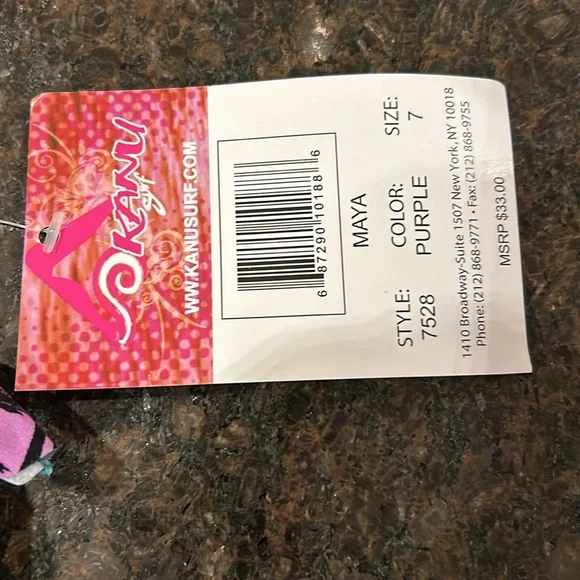 KANU
Surf
WWW.KANUSURF.COM
6 87290 10188 6
MAYA
STYLE: COLOR: SIZE:
7528 PURPLE 7
1410 Broadway-Suite 1507 New York, NY 10018
Phone: (212) 868-9771 • Fax: (212) 868-9755
MSRP $33.00